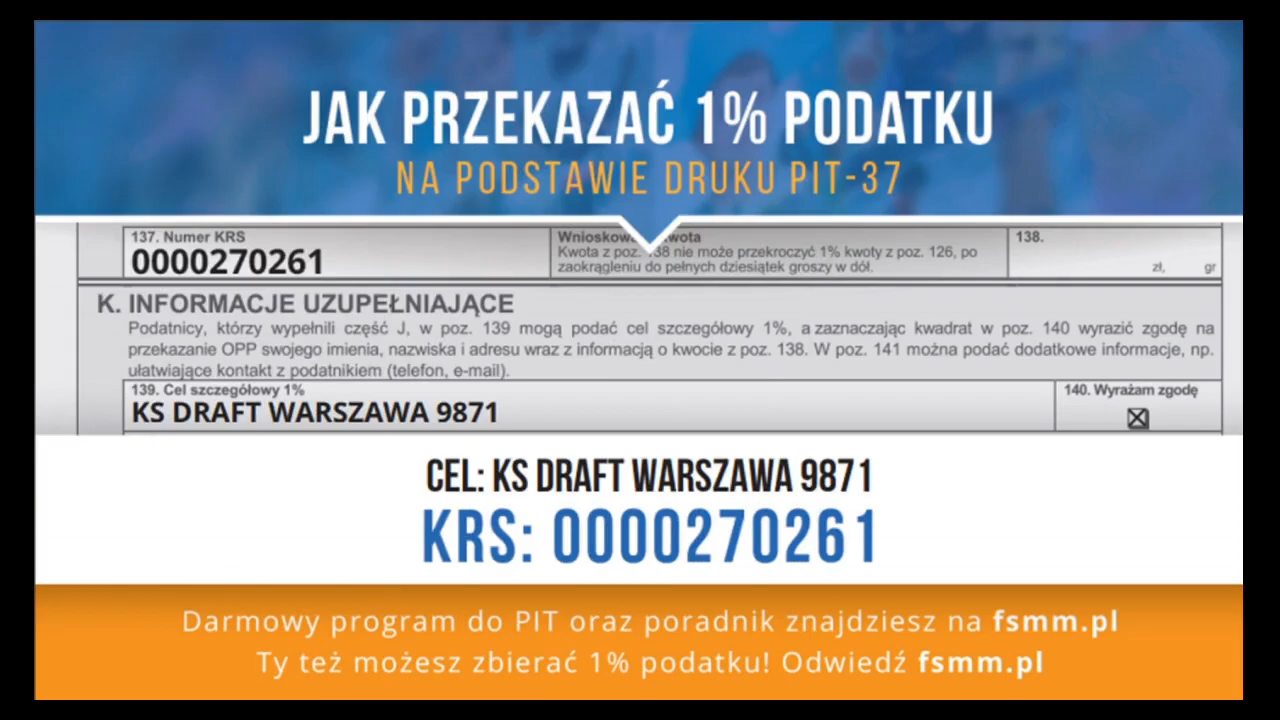 JAK PRZEKAZAĆ 1% PODATKU
NA PODSTAWIE DRUKU PIT-37
137. Numer KRS
0000270261
Kwota z poz. 138 nie może przekroczyć 1% kwoty z poz. 126, po
zaokrągleniu do pełnych dziesiątek groszy w dół.
138.
zł, gr
K. INFORMACJE UZUPEŁNIAJĄCE
Podatnicy, którzy wypełnili część J, w poz. 139 mogą podać cel szczegółowy 1%, a zaznaczając kwadrat w poz. 140 wyrazić zgodę na
przekazanie OPP swojego imienia, nazwiska i adresu wraz z informacją o kwocie z poz. 138. W poz. 141 można podać dodatkowe informacje, np.
ułatwiające kontakt z podatnikiem (telefon, e-mail).
139. Cel szczegółowy 1%
KS DRAFT WARSZAWA 9871
140. Wyrażam zgodę
CEL: KS DRAFT WARSZAWA 9871
KRS: 0000270261
Darmowy program do PIT oraz poradnik znajdziesz na fsmm.pl
Ty też możesz zbierać 1% podatku! Odwiedź fsmm.pl